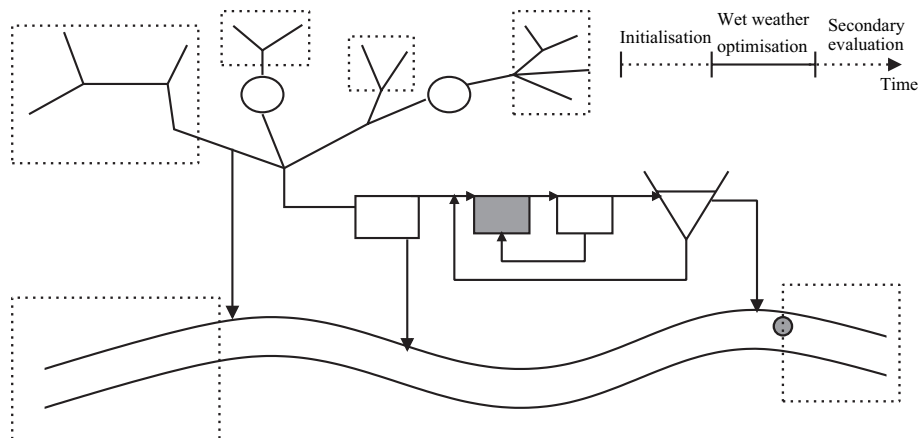 Initialisation
Wet weather
optimisation
Secondary
evaluation
Time